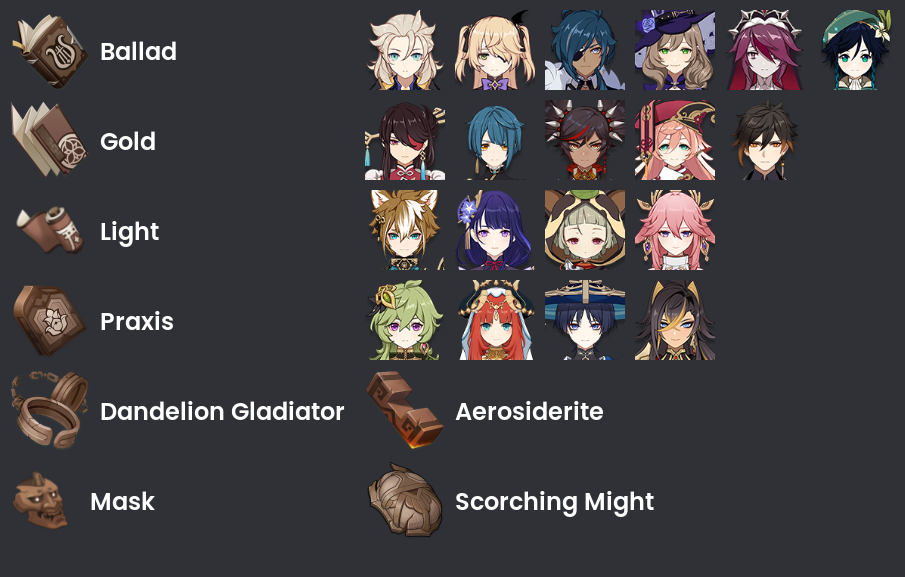 Ballad
Gold
Light
Praxis
Dandelion Gladiator
Aerosiderite
Mask
Scorching Might